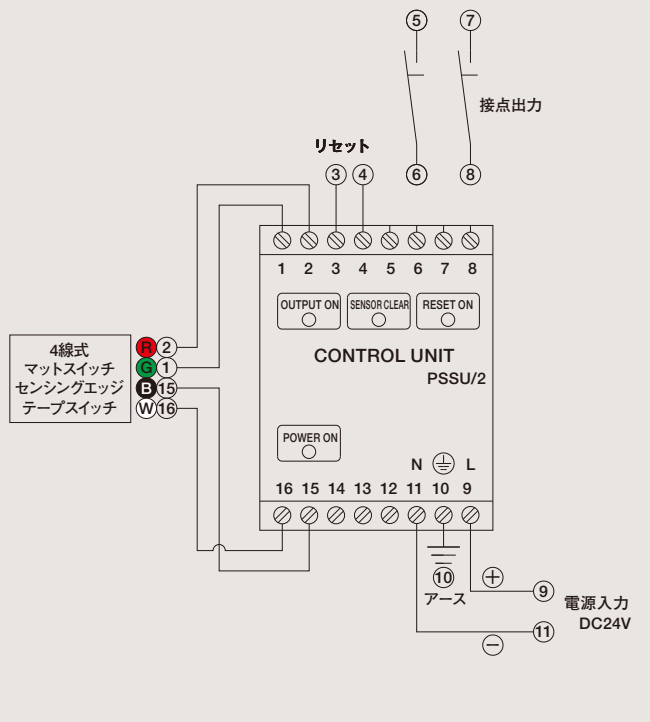 ⑤ ⑦
接点出力
リセット
③ ④ ⑥ ⑧
1 2 3 4 5 6 7 8
OUTPUT ON SENSOR CLEAR RESET ON
CONTROL UNIT
PSSU/2
4線式
マットスイッチ
センシングエッジ
テープスイッチ
R ②
G ①
B ⑮
W ⑯
POWER ON
N L
16 15 14 13 12 11 10 9
⑩
アース
⊕
⑨
電源入力
DC24V
⑪
⊖